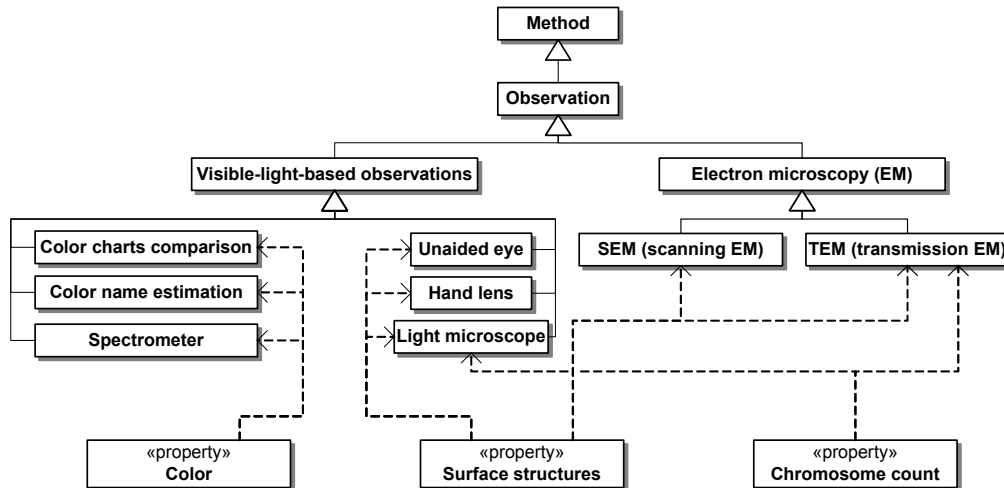 Method
Observation
Visible-light-based observations
Electron microscopy (EM)
Color charts comparison
Unaided eye
SEM (scanning EM)
TEM (transmission EM)
Color name estimation
Hand lens
Spectrometer
Light microscope
«property»
Color
«property»
Surface structures
«property»
Chromosome count